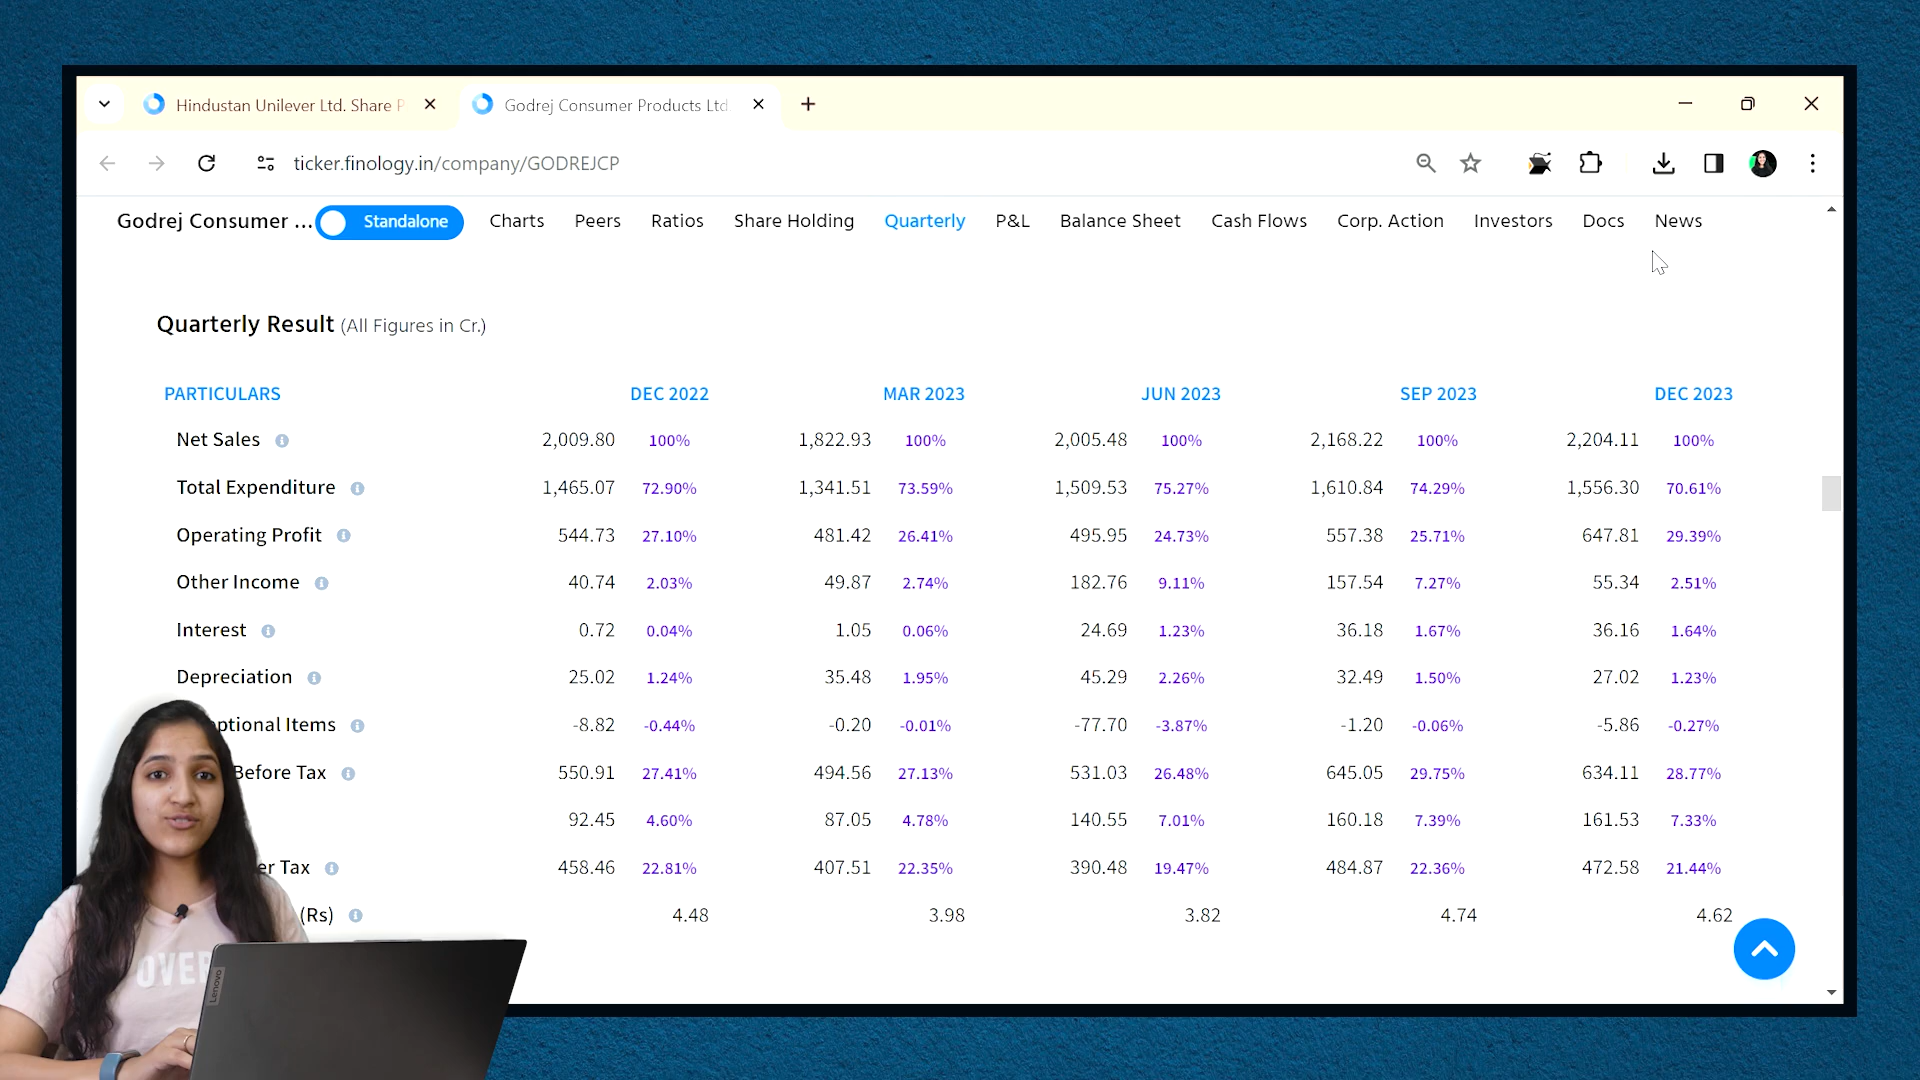 Hindustan Unilever Ltd. Share P
Godrej Consumer Products Ltd.
ticker.finology.in/company/GODREJCP
Godrej Consumer ... Standalone Charts Peers Ratios Share Holding Quarterly P&L Balance Sheet Cash Flows Corp. Action Investors Docs News
Quarterly Result (All Figures in Cr.)
PARTICULARS DEC 2022 MAR 2023 JUN 2023 SEP 2023 DEC 2023
Net Sales 2,009.80 100% 1,822.93 100% 2,005.48 100% 2,168.22 100% 2,204.11 100%
Total Expenditure 1,465.07 72.90% 1,341.51 73.59% 1,509.53 75.27% 1,610.84 74.29% 1,556.30 70.61%
Operating Profit 544.73 27.10% 481.42 26.41% 495.95 24.73% 557.38 25.71% 647.81 29.39%
Other Income 40.74 2.03% 49.87 2.74% 182.76 9.11% 157.54 7.27% 55.34 2.51%
Interest 0.72 0.04% 1.05 0.06% 24.69 1.23% 36.18 1.67% 36.16 1.64%
Depreciation 25.02 1.24% 35.48 1.95% 45.29 2.26% 32.49 1.50% 27.02 1.23%
ptional Items -8.82 -0.44% -0.20 -0.01% -77.70 -3.87% -1.20 -0.06% -5.86 -0.27%
Before Tax 550.91 27.41% 494.56 27.13% 531.03 26.48% 645.05 29.75% 634.11 28.77%
92.45 4.60% 87.05 4.78% 140.55 7.01% 160.18 7.39% 161.53 7.33%
er Tax 458.46 22.81% 407.51 22.35% 390.48 19.47% 484.87 22.36% 472.58 21.44%
(Rs) 4.48 3.98 3.82 4.74 4.62
OVER
Lenovo